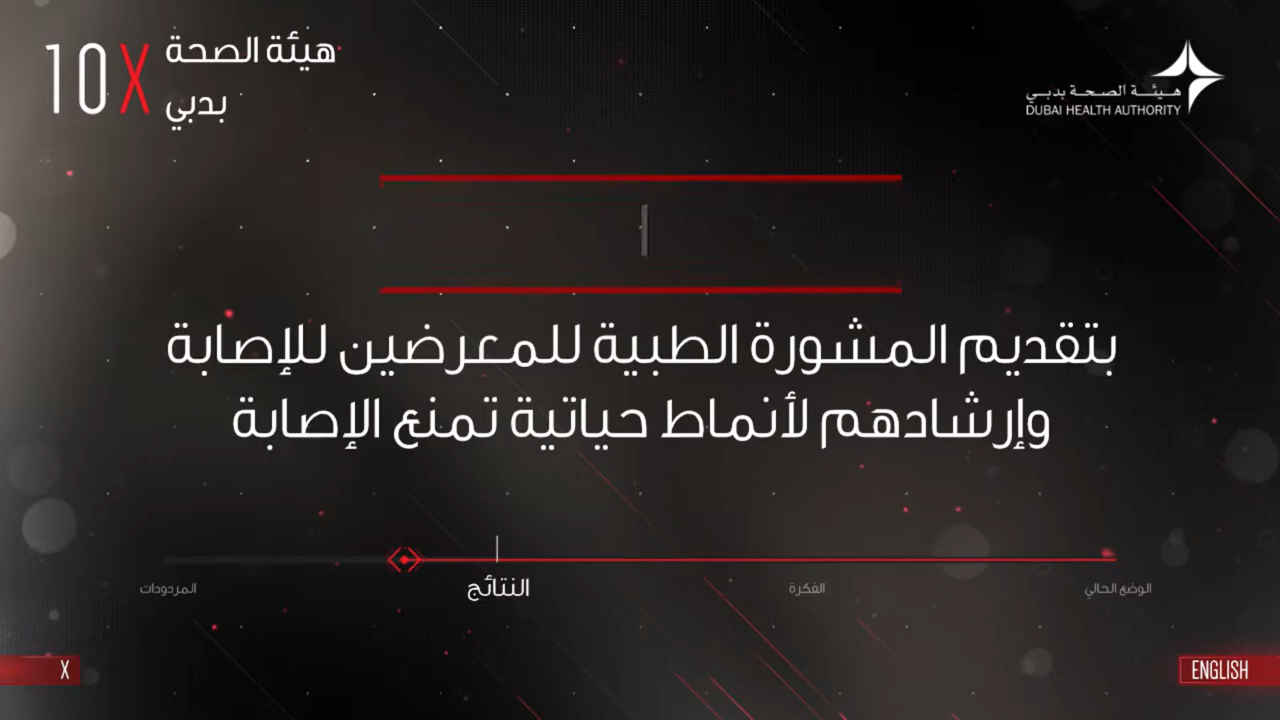 10X هيئة الصحة
بدبي
هيئة الصحة بدبي
DUBAI HEALTH AUTHORITY
بتقديم المشورة الطبية للمعرضين للإصابة
وإرشادهم لأنماط حياتية تمنع الإصابة
الوضع الحالي
الفكرة
النتائج
المردودات
X
ENGLISH